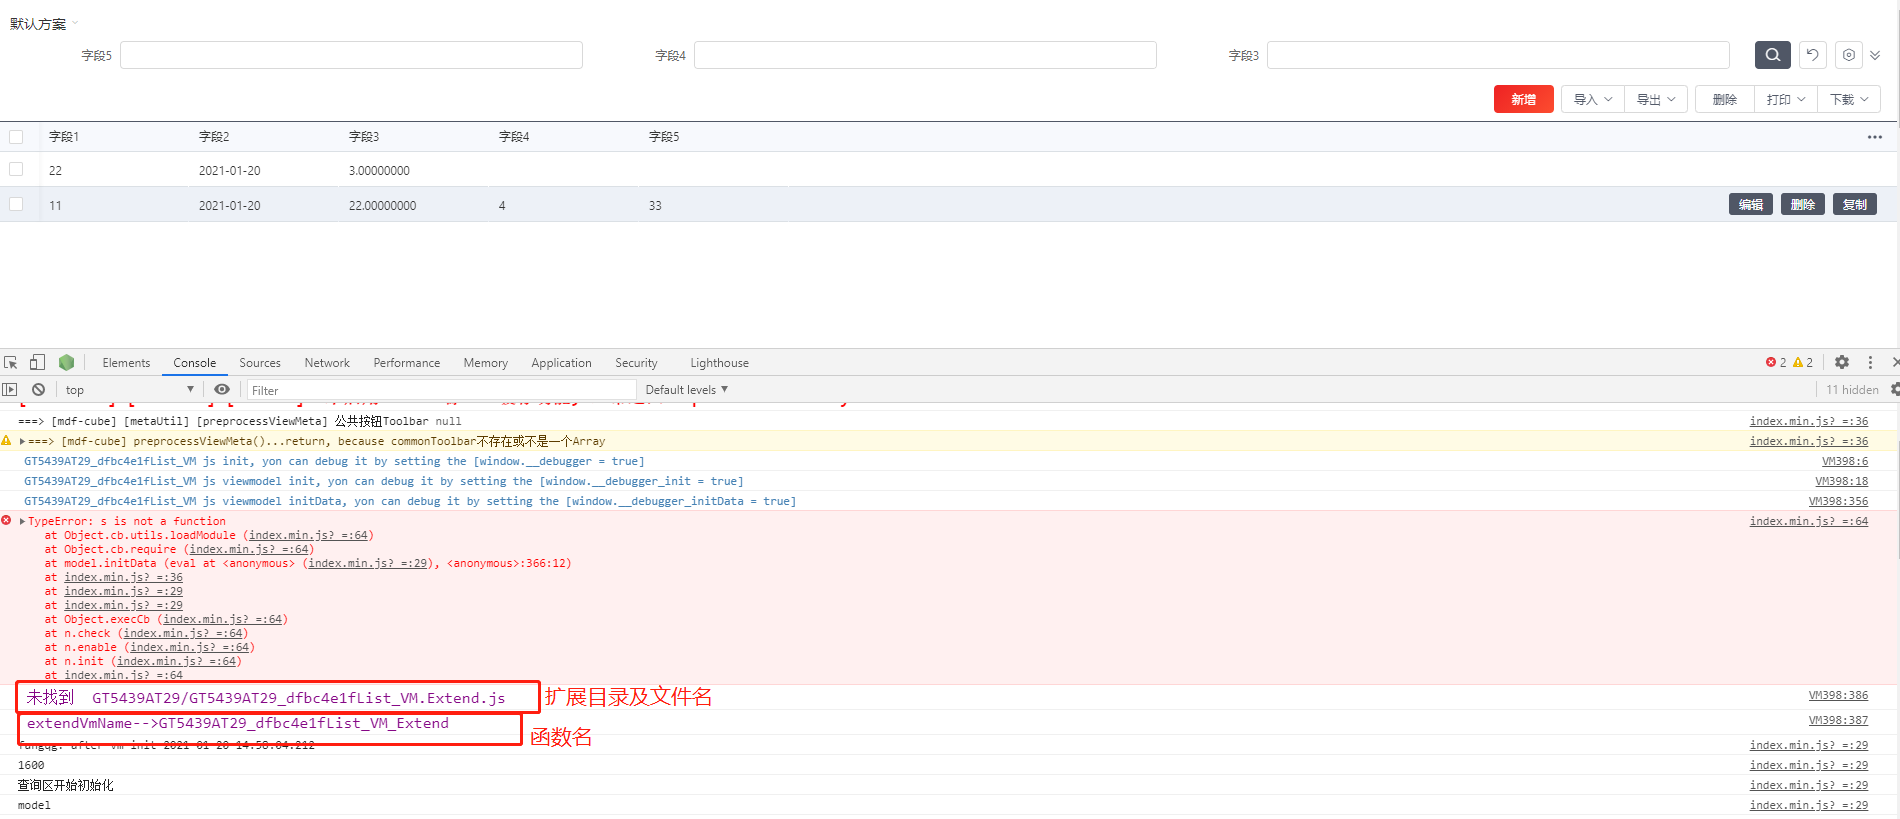 默认方案
字段5
字段4
字段3
新增
导入
导出
删除
打印
下载
字段1 字段2 字段3 字段4 字段5
22 2021-01-20 3.00000000
11 2021-01-20 22.00000000 4 33
编辑 删除 复制
Elements Console Sources Network Performance Memory Application Security Lighthouse 2 2
top Filter Default levels 11 hidden
===> [mdf-cube] [metaUtil] [preprocessViewMeta] 公共按钮Toolbar null index.min.js?_=:36
===> [mdf-cube] preprocessViewMeta()...return, because commonToolbar不存在或不是一个Array index.min.js?_=:36
GT5439AT29_dfbc4e1fList_VM js init, yon can debug it by setting the [window.__debugger = true] VM398:6
GT5439AT29_dfbc4e1fList_VM js viewmodel init, yon can debug it by setting the [window.__debugger_init = true] VM398:18
GT5439AT29_dfbc4e1fList_VM js viewmodel initData, yon can debug it by setting the [window.__debugger_initData = true] VM398:356
TypeError: s is not a function index.min.js?_=:64
at Object.cb.utils.loadModule (index.min.js?_=:64)
at Object.cb.require (index.min.js?_=:64)
at model.initData (eval at <anonymous> (index.min.js?_=:29), <anonymous>:366:12)
at index.min.js?_=:36
at index.min.js?_=:29
at index.min.js?_=:29
at Object.execCb (index.min.js?_=:64)
at n.check (index.min.js?_=:64)
at n.enable (index.min.js?_=:64)
at n.init (index.min.js?_=:64)
at index.min.js?_=:64
未找到 GT5439AT29/GT5439AT29_dfbc4e1fList_VM.Extend.js 扩展目录及文件名 VM398:386
extendVmName-->GT5439AT29_dfbc4e1fList_VM_Extend 函数名 VM398:387
after vm init 2021-01-20 14:58:04:212 index.min.js?_=:29
1600 index.min.js?_=:29
查询区开始初始化 index.min.js?_=:29
model index.min.js?_=:29